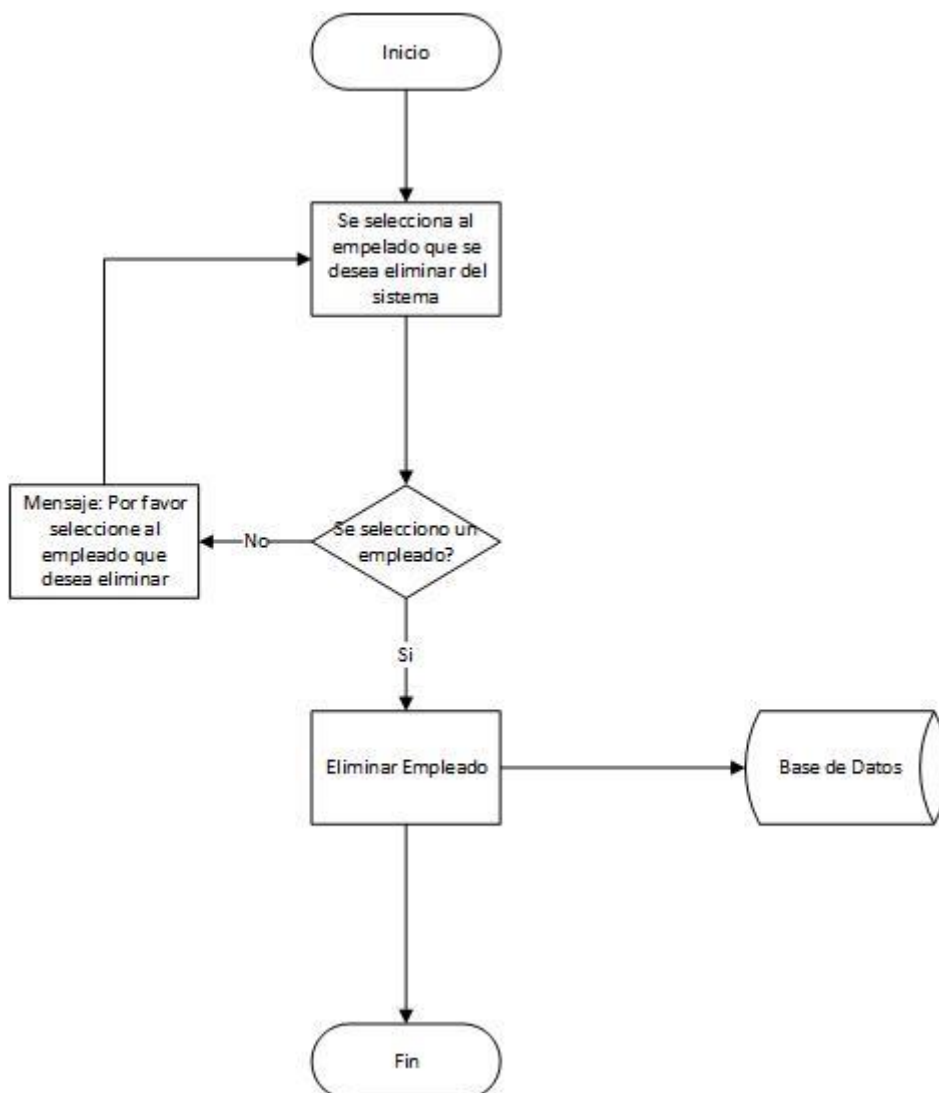 Inicio
Se selecciona al
empelado que se
desea eliminar del
sistema
Mensaje: Por favor
seleccione al
empleado que
desea eliminar
No
Se selecciono un
empleado?
Si
Eliminar Empleado
Base de Datos
Fin